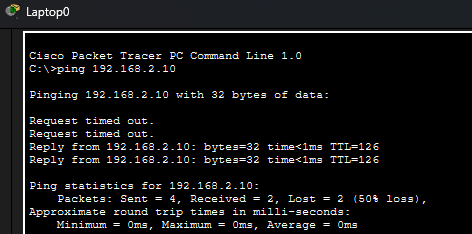 Laptop0
Cisco Packet Tracer PC Command Line 1.0
C:\>ping 192.168.2.10
Pinging 192.168.2.10 with 32 bytes of data:
Request timed out.
Request timed out.
Reply from 192.168.2.10: bytes=32 time<1ms TTL=126
Reply from 192.168.2.10: bytes=32 time<1ms TTL=126
Ping statistics for 192.168.2.10:
Packets: Sent = 4, Received = 2, Lost = 2 (50% loss),
Approximate round trip times in milli-seconds:
Minimum = 0ms, Maximum = 0ms, Average = 0ms